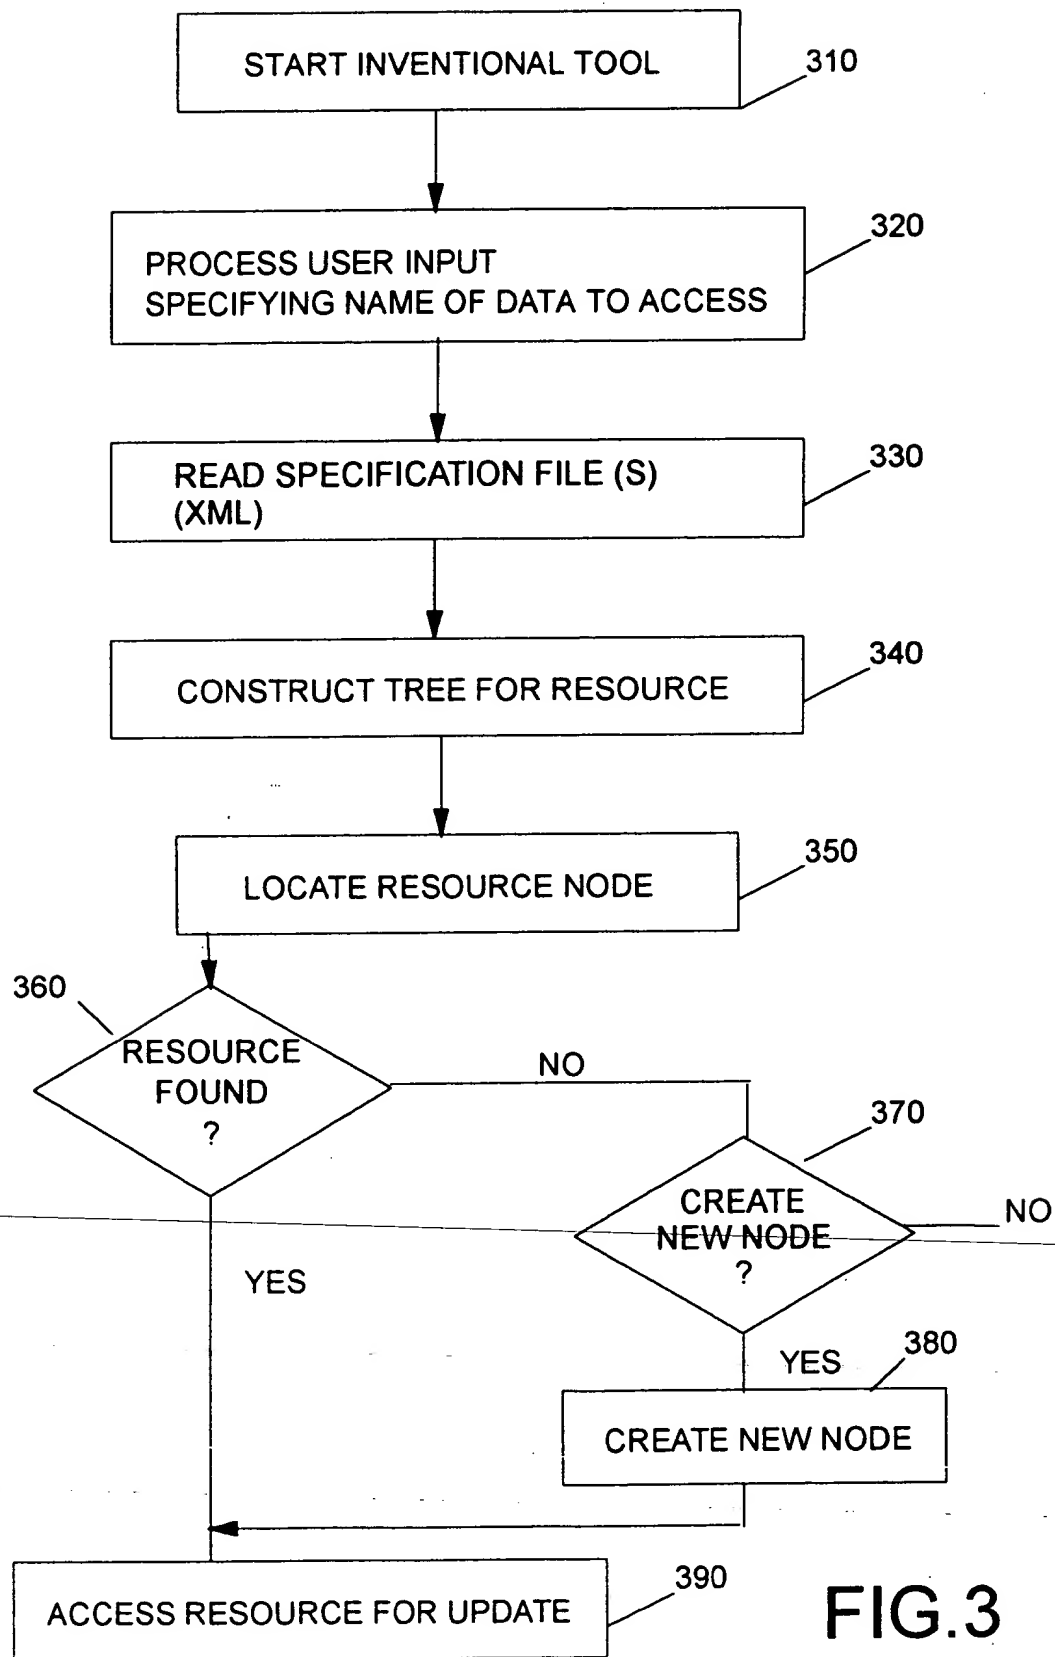 START INVENTIONAL TOOL
310
PROCESS USER INPUT
SPECIFYING NAME OF DATA TO ACCESS
320
READ SPECIFICATION FILE (S)
(XML)
330
CONSTRUCT TREE FOR RESOURCE
340
LOCATE RESOURCE NODE
350
360
RESOURCE
FOUND
?
NO
370
CREATE
NEW NODE
?
NO
YES
YES
380
CREATE NEW NODE
ACCESS RESOURCE FOR UPDATE
390
FIG.3